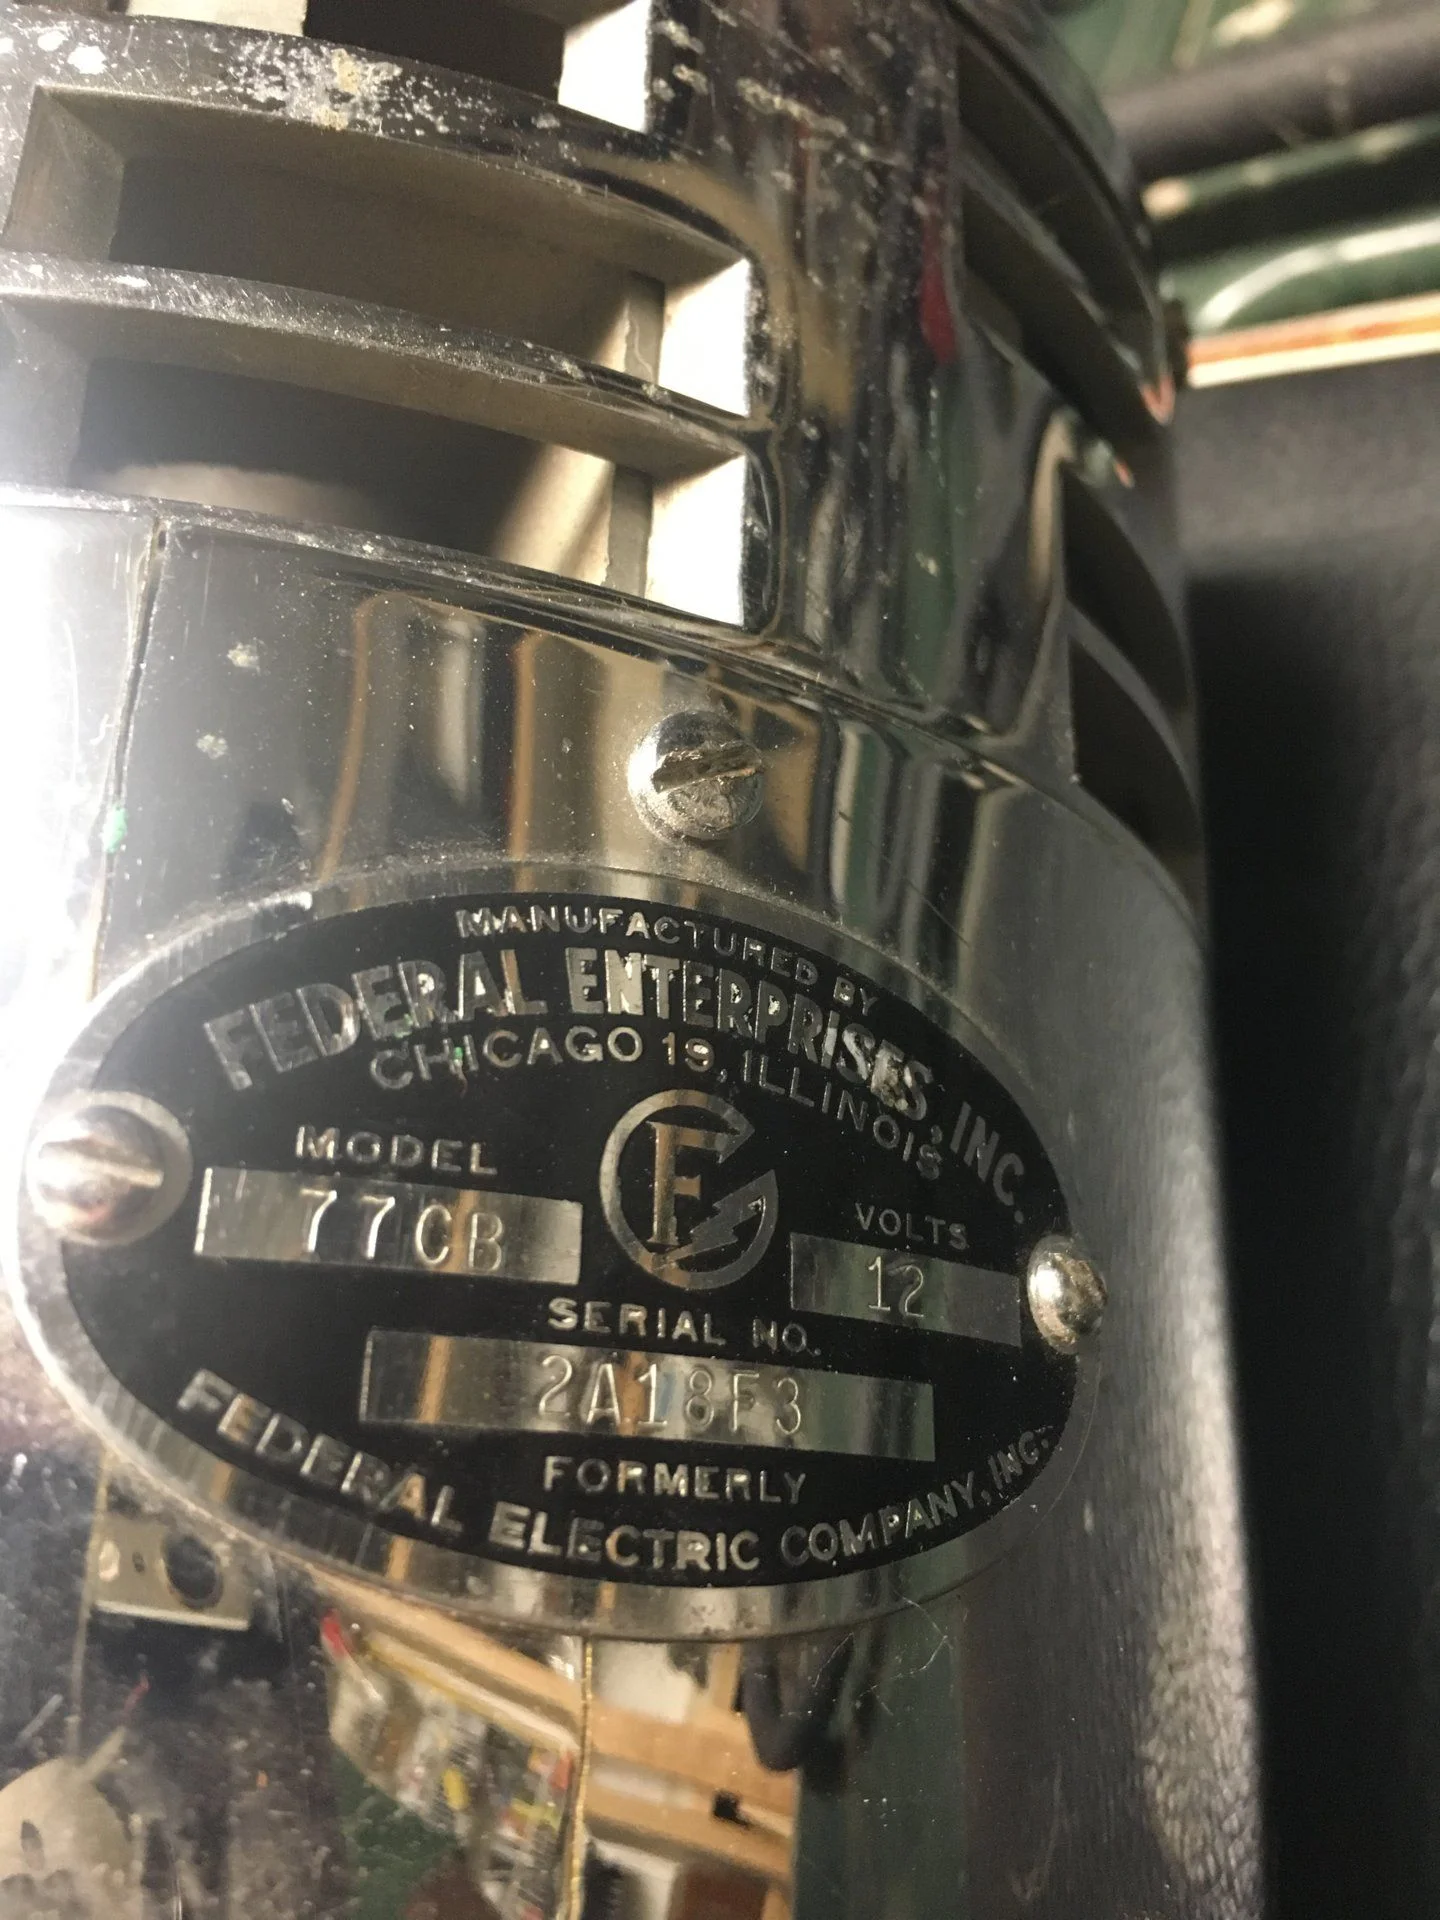 MANUFACTURED BY
FEDERAL ENTERPRISES, INC.
CHICAGO 19, ILLINOIS
MODEL
77CB
F
VOLTS
12
SERIAL NO.
2A18F3
FORMERLY
FEDERAL ELECTRIC COMPANY, INC.